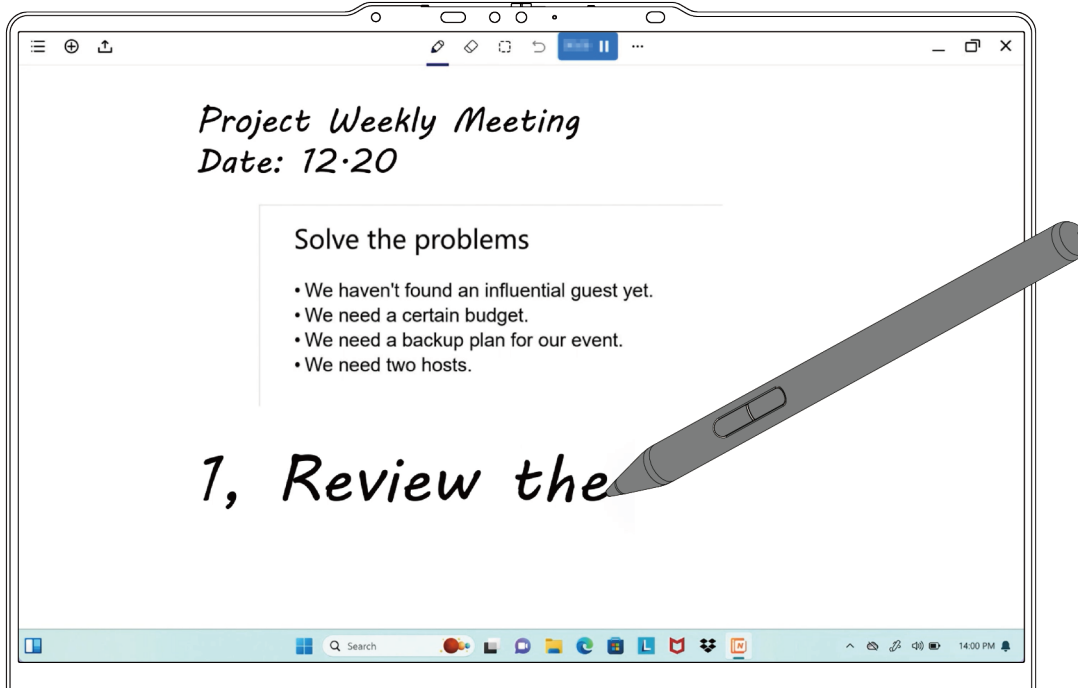 Project Weekly Meeting
Date: 12·20
Solve the problems
• We haven't found an influential guest yet.
• We need a certain budget.
• We need a backup plan for our event.
• We need two hosts.
1, Review the
Search
L
N
14:00 PM